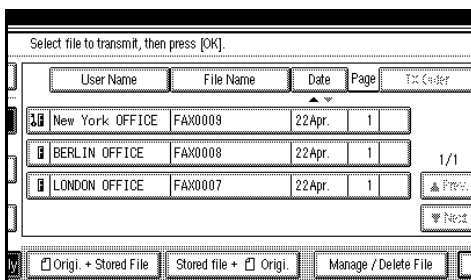 Select file to transmit, then press [OK].
User Name File Name Date Page TX Order
New York OFFICE FAX0009 22Apr. 1
BERLIN OFFICE FAX0008 22Apr. 1
1/1
LONDON OFFICE FAX0007 22Apr. 1
▲ Prev.
▼ Next
Origi. + Stored File Stored file + Origi. Manage / Delete File